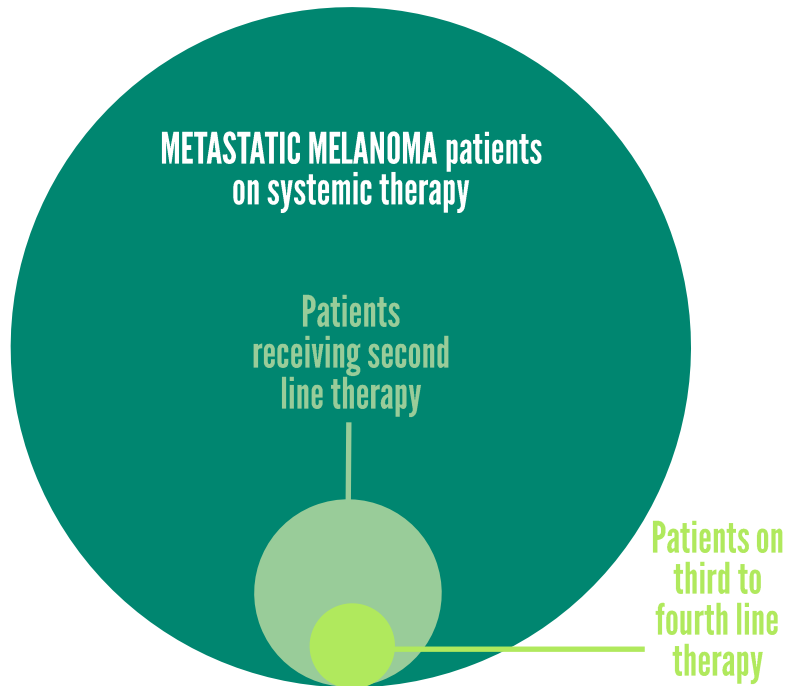 METASTATIC MELANOMA patients
on systemic therapy
Patients
receiving second
line therapy
Patients on
third to
fourth line
therapy